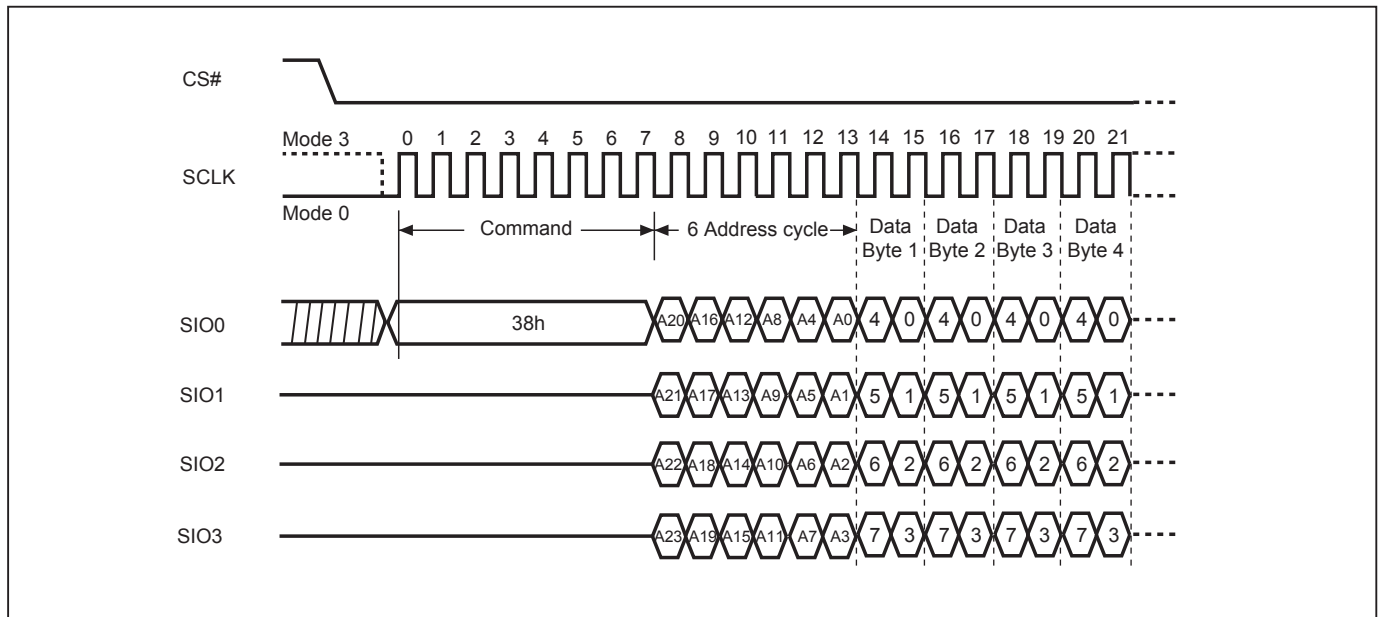 CS#
Mode 3
0 1 2 3 4 5 6 7 8 9 10 11 12 13 14 15 16 17 18 19 20 21
SCLK
Mode 0
Command
6 Address cycle
Data Byte 1
Data Byte 2
Data Byte 3
Data Byte 4
SIO0
38h
A20 A16 A12 A8 A4 A0 4 0 4 0 4 0 4 0
SIO1
A21 A17 A13 A9 A5 A1 5 1 5 1 5 1 5 1
SIO2
A22 A18 A14 A10 A6 A2 6 2 6 2 6 2 6 2
SIO3
A23 A19 A15 A11 A7 A3 7 3 7 3 7 3 7 3